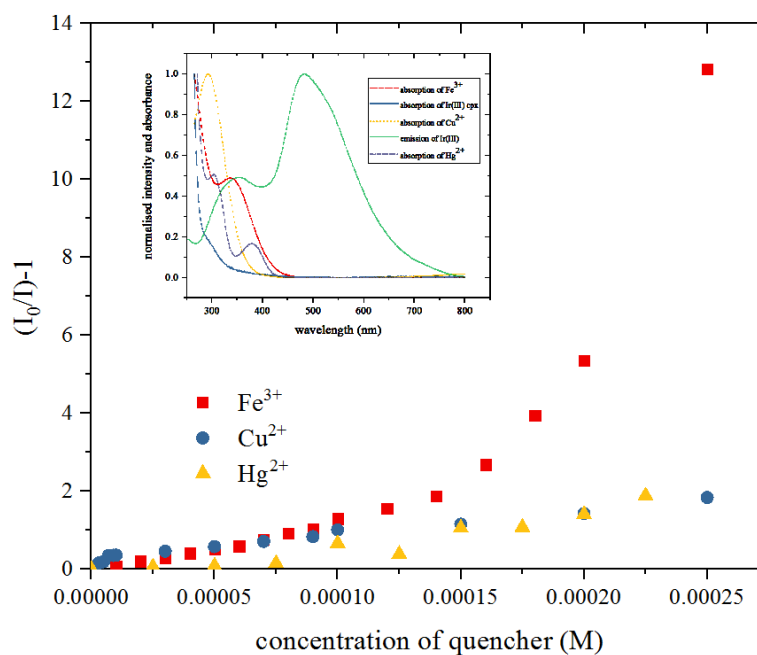 14
12
10
8
6
4
2
0
(I₀/I)-1
1.0
0.8
0.6
0.4
0.2
0.0
normalised intensity and absorbance
absorption of Fe³⁺
absorption of Ir(III) cpx.
absorption of Cu²⁺
emission of Ir(III)
absorption of Hg²⁺
300 400 500 600 700 800
wavelength (nm)
Fe³⁺
Cu²⁺
Hg²⁺
0.00000 0.00005 0.00010 0.00015 0.00020 0.00025
concentration of quencher (M)